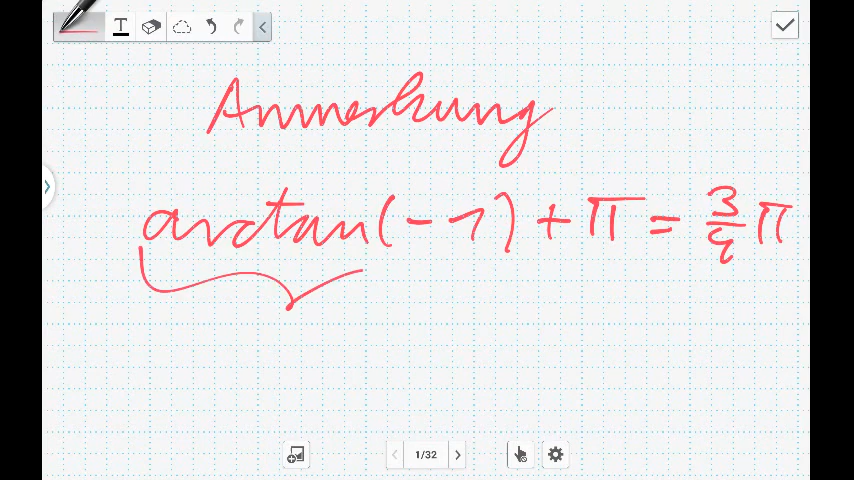 T
Anmerkung
arctan(-1) + π = 3/4 π
1/32